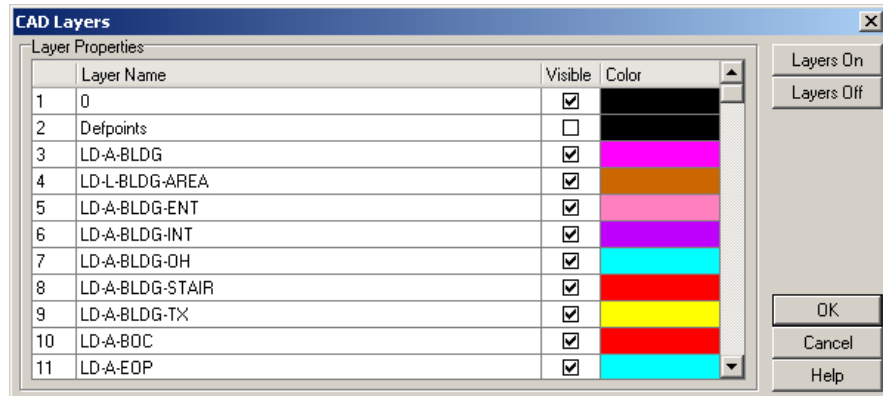 CAD Layers
Layer Properties
Layer Name Visible Color
1 0
2 Defpoints
3 LD-A-BLDG
4 LD-L-BLDG-AREA
5 LD-A-BLDG-ENT
6 LD-A-BLDG-INT
7 LD-A-BLDG-OH
8 LD-A-BLDG-STAIR
9 LD-A-BLDG-TX
10 LD-A-BOC
11 LD-A-EOP
Layers On
Layers Off
OK
Cancel
Help